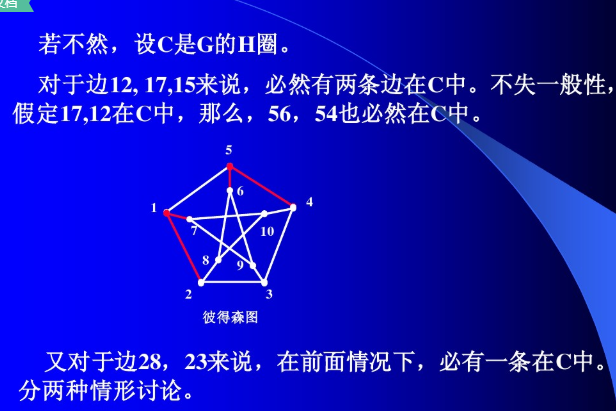 文档
若不然，设C是G的H圈。
对于边12, 17,15来说，必然有两条边在C中。不失一般性，
假定17,12在C中，那么，56，54也必然在C中。
5
6
4
1
7
10
8
9
2
3
彼得森图
又对于边28，23来说，在前面情况下，必有一条在C中。
分两种情形讨论。